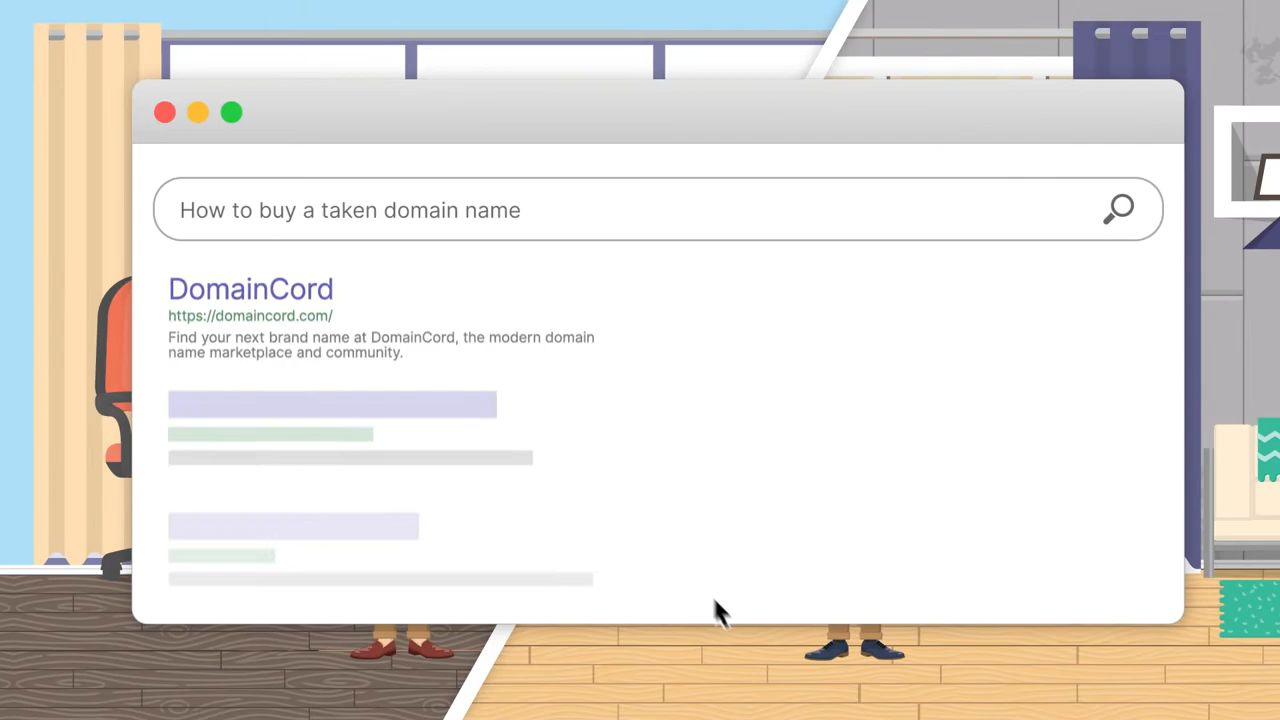 How to buy a taken domain name
DomainCord
https://domaincord.com/
Find your next brand name at DomainCord, the modern domain
name marketplace and community.